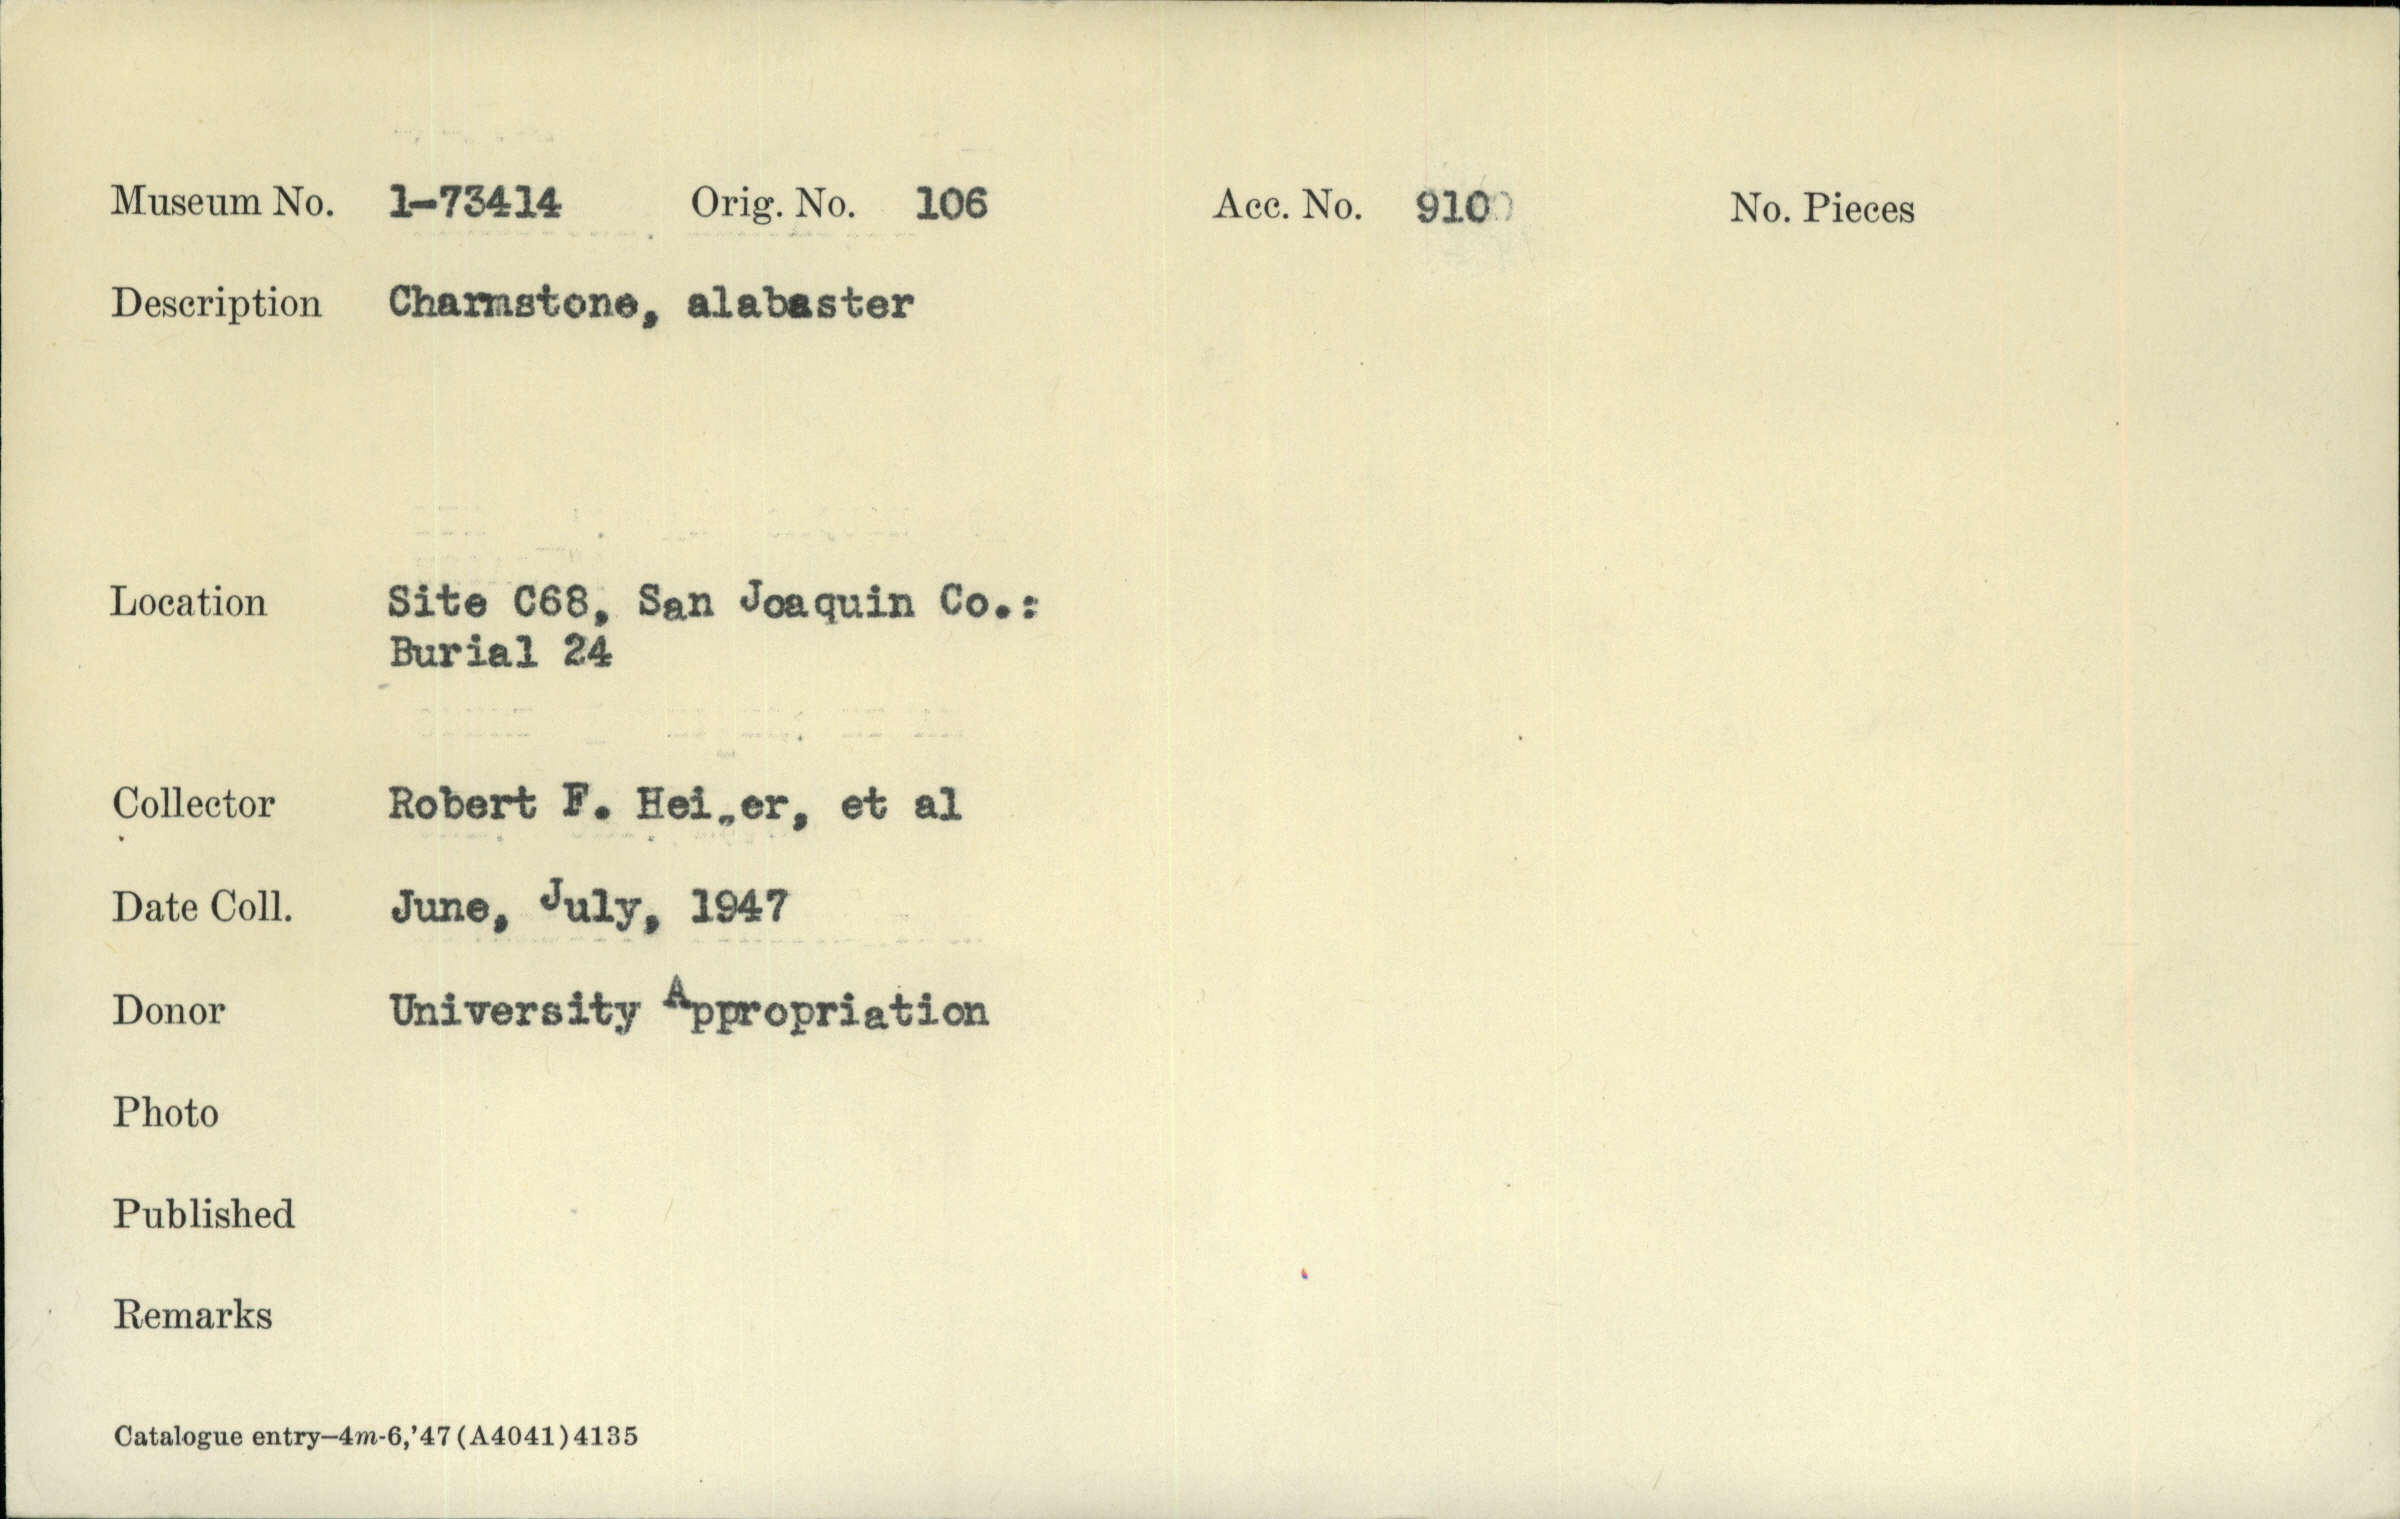 Museum No. 1-73414 Orig. No. 106 Acc. No. 910 No. Pieces
Description Charmstone, alabaster
Location Site C68, San Joaquin Co.:
Burial 24
Collector Robert F. Hei„er, et al
Date Coll. June, July, 1947
Donor University Appropriation
Photo
Published
Remarks
Catalogue entry—4m-6,'47(A4041)4135